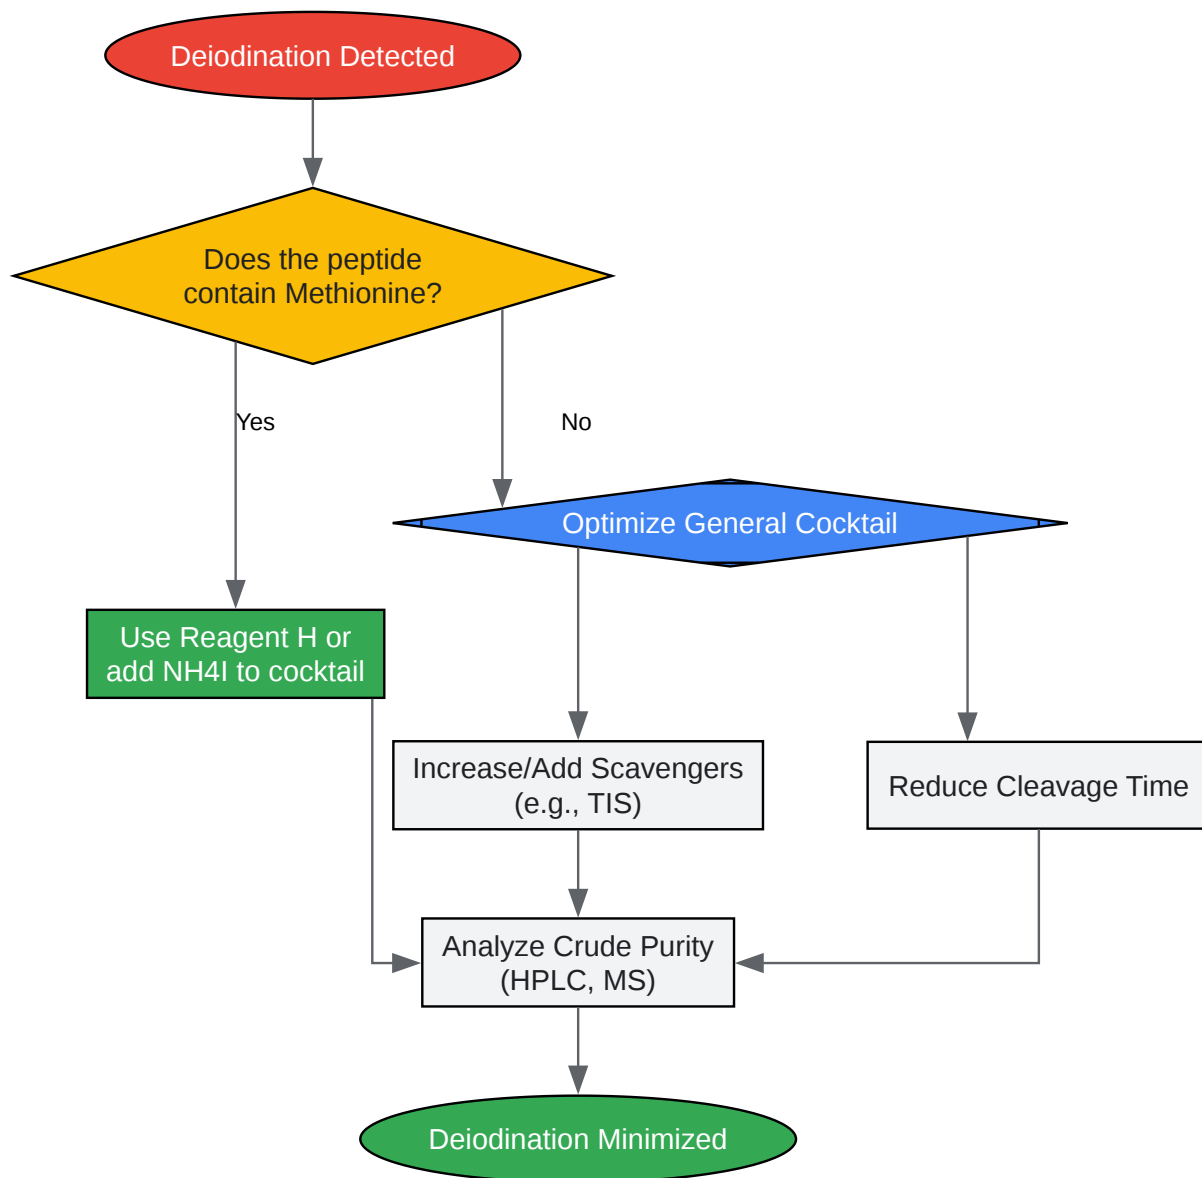 Deiodination Detected
Does the peptide
contain Methionine?
Yes
No
Optimize General Cocktail
Use Reagent H or
add NH4I to cocktail
Increase/Add Scavengers
(e.g., TIS)
Reduce Cleavage Time
Analyze Crude Purity
(HPLC, MS)
Deiodination Minimized